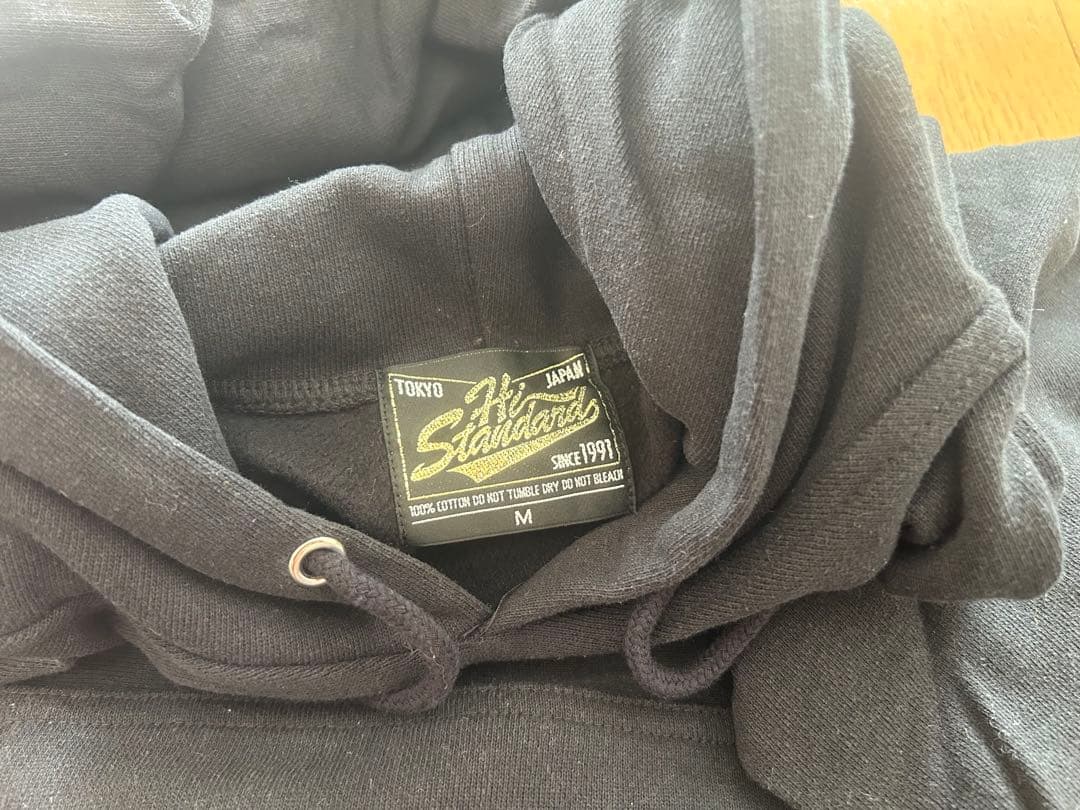 TOKYO
JAPAN
Hi
Standard
SINCE 1991
100% COTTON DO NOT TUMBLE DRY DO NOT BLEACH
M